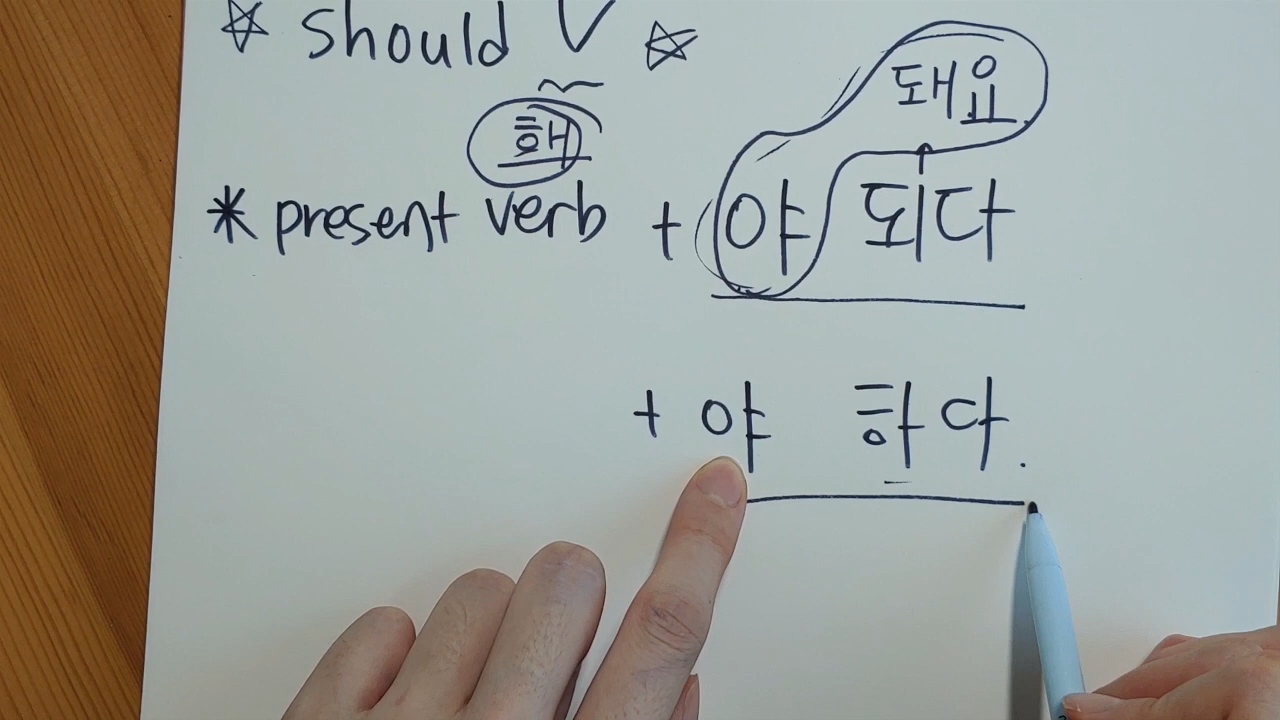 ☆ should V ☆
돼요
해
* present verb + 야 되다
+ 야 하다.